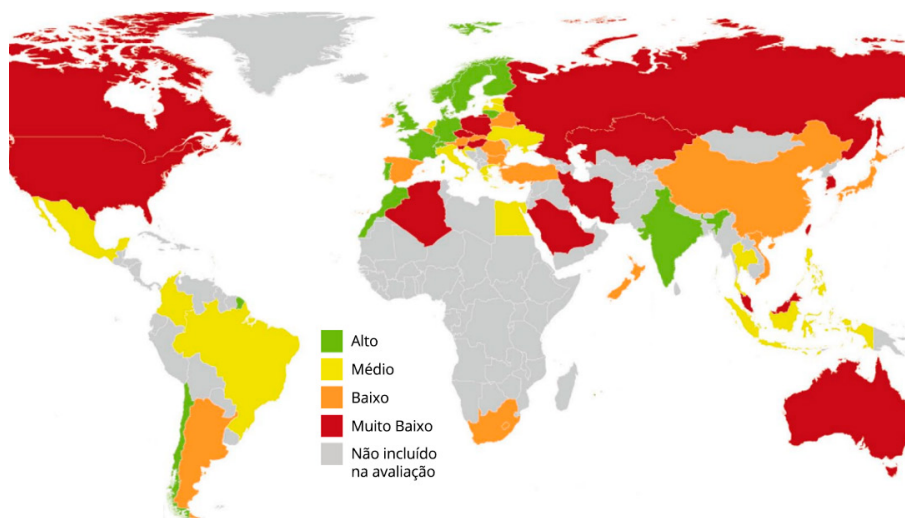 Alto
Médio
Baixo
Muito Baixo
Não incluído
na avaliação